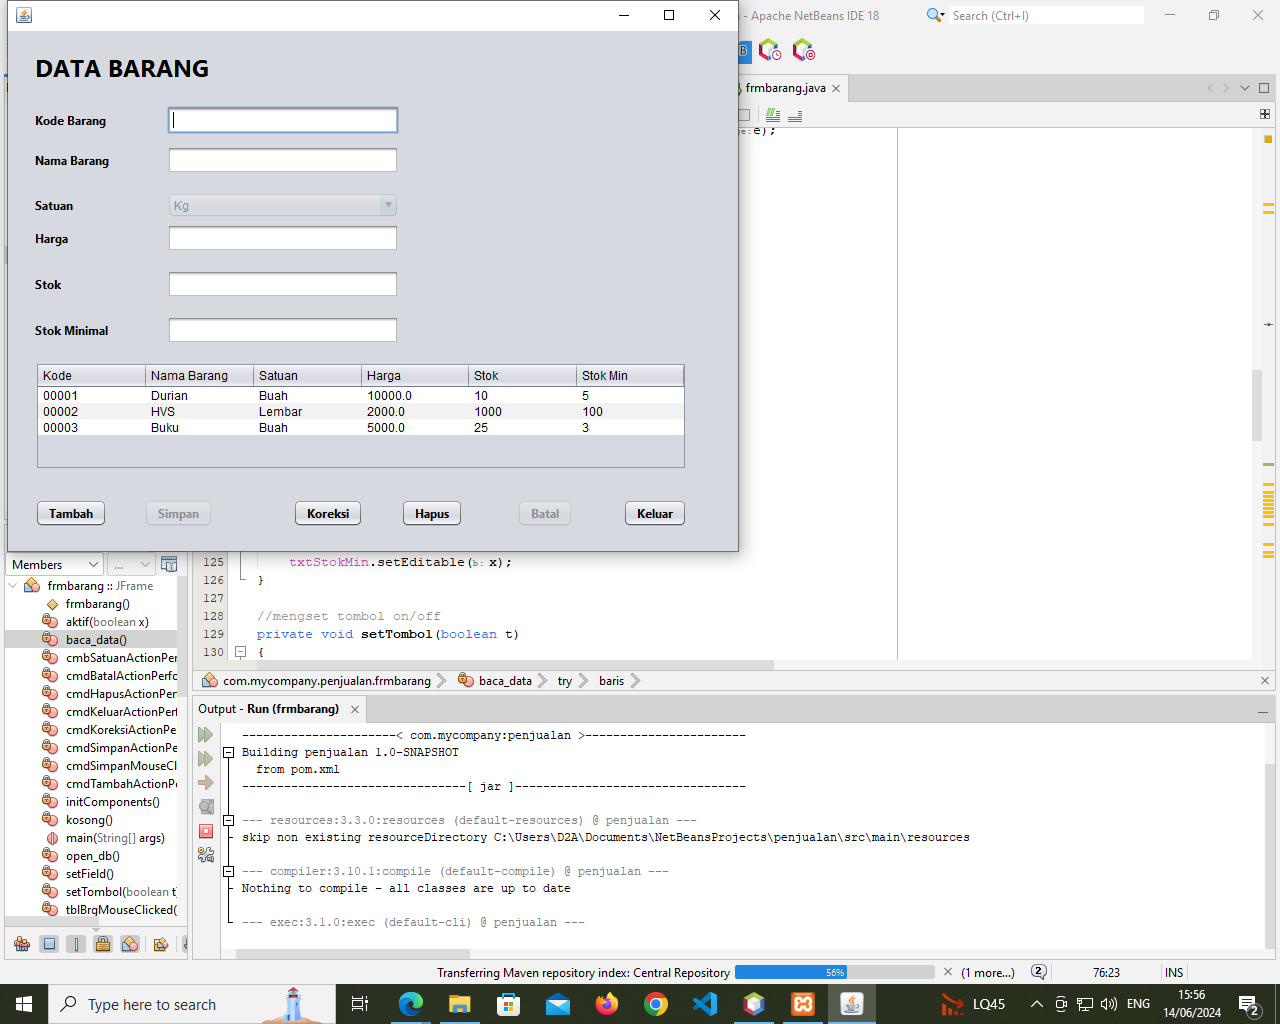 - Apache NetBeans IDE 18
Search (Ctrl+I)
DATA BARANG
Kode Barang
Nama Barang
Satuan
Kg
Harga
Stok
Stok Minimal
Kode Nama Barang Satuan Harga Stok Stok Min
00001 Durian Buah 10000.0 10 5
00002 HVS Lembar 2000.0 1000 100
00003 Buku Buah 5000.0 25 3
Tambah Simpan Koreksi Hapus Batal Keluar
frmbarang.java
e);
125 txtStokMin.setEditable(b: x);
126 }
127
128 //mengset tombol on/off
129 private void setTombol(boolean t)
130 {
com.mycompany.penjualan.frmbarang baca_data try baris
Members ...
frmbarang :: JFrame
frmbarang()
aktif(boolean x)
baca_data()
cmbSatuanActionPer
cmdBatalActionPerfo
cmdHapusActionPer
cmdKeluarActionPerf
cmdKoreksiActionPe
cmdSimpanActionPe
cmdSimpanMouseCl
cmdTambahActionPe
initComponents()
kosong()
main(String[] args)
open_db()
setField()
setTombol(boolean t)
tblBrgMouseClicked(
Output - Run (frmbarang)
----------------------< com.mycompany:penjualan >-----------------------
Building penjualan 1.0-SNAPSHOT
from pom.xml
--------------------------------[ jar ]---------------------------------
--- resources:3.3.0:resources (default-resources) @ penjualan ---
skip non existing resourceDirectory C:\Users\D2A\Documents\NetBeansProjects\penjualan\src\main\resources
--- compiler:3.10.1:compile (default-compile) @ penjualan ---
Nothing to compile - all classes are up to date
--- exec:3.1.0:exec (default-cli) @ penjualan ---
Transferring Maven repository index: Central Repository 56% (1 more...) 2 76:23 INS
Type here to search
LQ45
ENG
15:56
14/06/2024
2